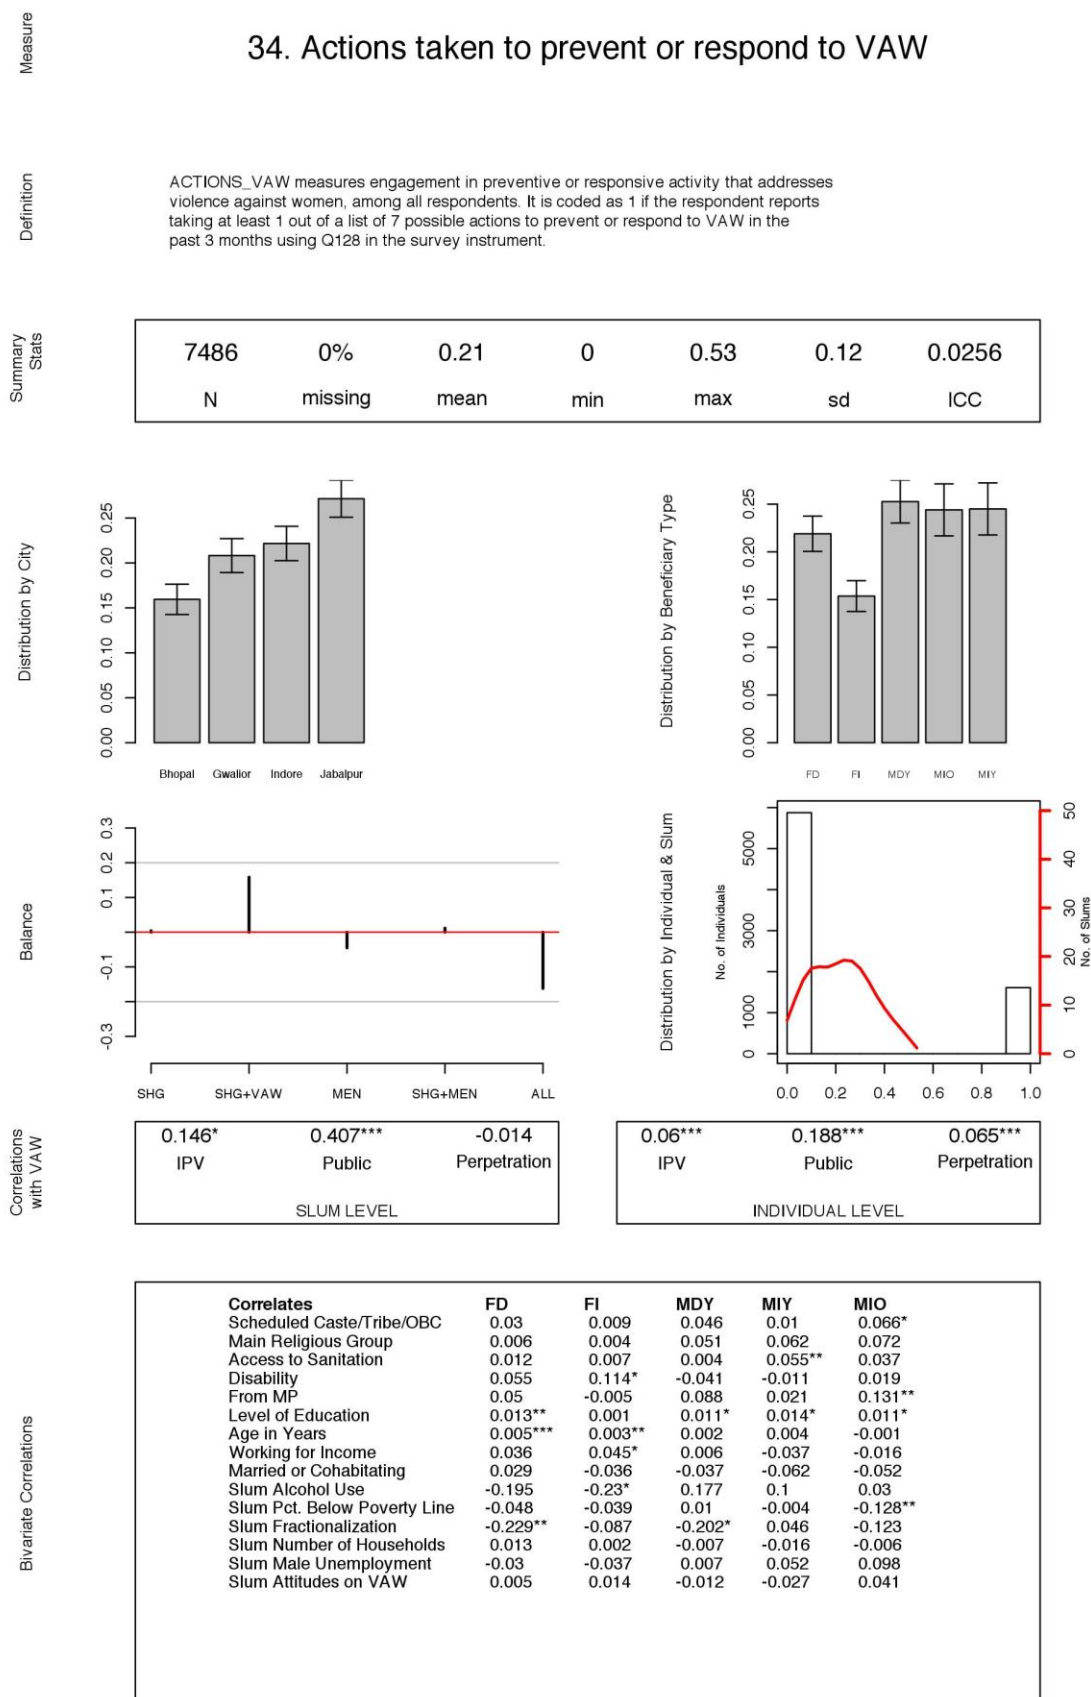 Measure
34. Actions taken to prevent or respond to VAW
Definition
ACTIONS_VAW measures engagement in preventive or responsive activity that addresses
violence against women, among all respondents. It is coded as 1 if the respondent reports
taking at least 1 out of a list of 7 possible actions to prevent or respond to VAW in the
past 3 months using Q128 in the survey instrument.
Summary
Stats
7486 0% 0.21 0 0.53 0.12 0.0256
N missing mean min max sd ICC
Distribution by City
0.25
0.20
0.15
0.10
0.05
0.00
Bhopal Gwalior Indore Jabalpur
Distribution by Beneficiary Type
0.25
0.20
0.15
0.10
0.05
0.00
FD FI MDY MIO MIY
Balance
0.3
0.2
0.1
-0.1
-0.3
SHG SHG+VAW MEN SHG+MEN ALL
Distribution by Individual & Slum
No. of Individuals
5000
3000
1000
0
50
40
30
20
10
0
No. of Slums
0.0 0.2 0.4 0.6 0.8 1.0
Correlations
with VAW
0.146* 0.407*** -0.014
IPV Public Perpetration
SLUM LEVEL
0.06*** 0.188*** 0.065***
IPV Public Perpetration
INDIVIDUAL LEVEL
Bivariate Correlations
Correlates FD FI MDY MIY MIO
Scheduled Caste/Tribe/OBC 0.03 0.009 0.046 0.01 0.066*
Main Religious Group 0.006 0.004 0.051 0.062 0.072
Access to Sanitation 0.012 0.007 0.004 0.055** 0.037
Disability 0.055 0.114* -0.041 -0.011 0.019
From MP 0.05 -0.005 0.088 0.021 0.131**
Level of Education 0.013** 0.001 0.011* 0.014* 0.011*
Age in Years 0.005*** 0.003** 0.002 0.004 -0.001
Working for Income 0.036 0.045* 0.006 -0.037 -0.016
Married or Cohabitating 0.029 -0.036 -0.037 -0.062 -0.052
Slum Alcohol Use -0.195 -0.23* 0.177 0.1 0.03
Slum Pct. Below Poverty Line -0.048 -0.039 0.01 -0.004 -0.128**
Slum Fractionalization -0.229** -0.087 -0.202* 0.046 -0.123
Slum Number of Households 0.013 0.002 -0.007 -0.016 -0.006
Slum Male Unemployment -0.03 -0.037 0.007 0.052 0.098
Slum Attitudes on VAW 0.005 0.014 -0.012 -0.027 0.041